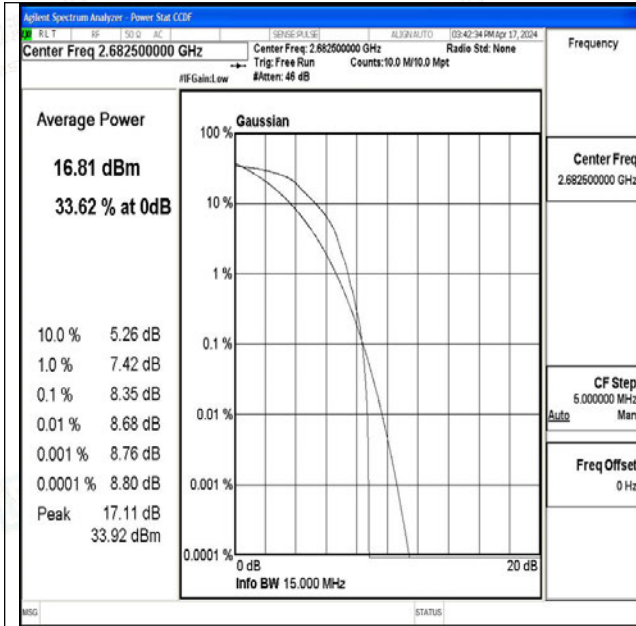 Agilent Spectrum Analyzer - Power Stat CCDF
RL T RF 50 Ω AC SENSE:PULSE ALIGN AUTO 03:42:34 PM Apr 17, 2024
Center Freq 2.682500000 GHz
Center Freq: 2.682500000 GHz Radio Std: None
Trig: Free Run Counts:10.0 M/10.0 Mpt
#IFGain:Low #Atten: 46 dB
Frequency
Average Power
16.81 dBm
33.62 % at 0dB
10.0 % 5.26 dB
1.0 % 7.42 dB
0.1 % 8.35 dB
0.01 % 8.68 dB
0.001 % 8.76 dB
0.0001 % 8.80 dB
Peak 17.11 dB
33.92 dBm
Gaussian
100 %
10 %
1 %
0.1 %
0.01 %
0.001 %
0.0001 %
0 dB 20 dB
Info BW 15.000 MHz
Center Freq
2.682500000 GHz
CF Step
5.000000 MHz
Auto Man
Freq Offset
0 Hz
MSG STATUS